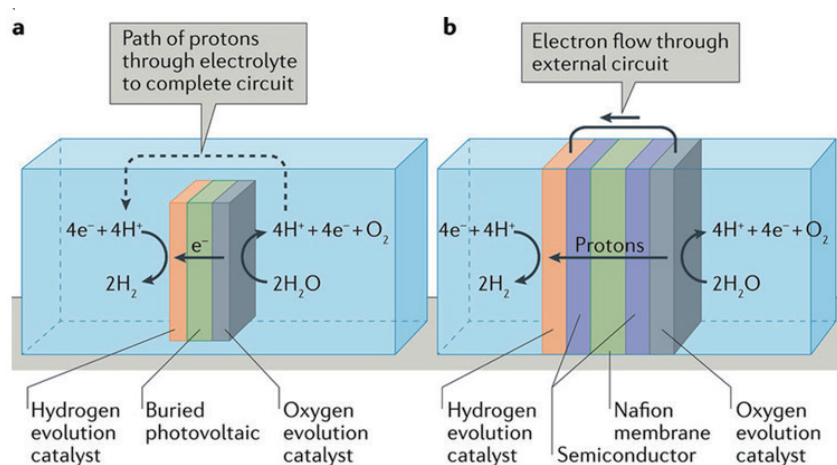 a
Path of protons
through electrolyte
to complete circuit
4e⁻ + 4H⁺
2H₂
e⁻
4H⁺ + 4e⁻ + O₂
2H₂O
Hydrogen
evolution
catalyst
Buried
photovoltaic
Oxygen
evolution
catalyst
b
Electron flow through
external circuit
4e⁻ + 4H⁺
2H₂
Protons
4H⁺ + 4e⁻ + O₂
2H₂O
Hydrogen
evolution
catalyst
Semiconductor
Nafion
membrane
Oxygen
evolution
catalyst